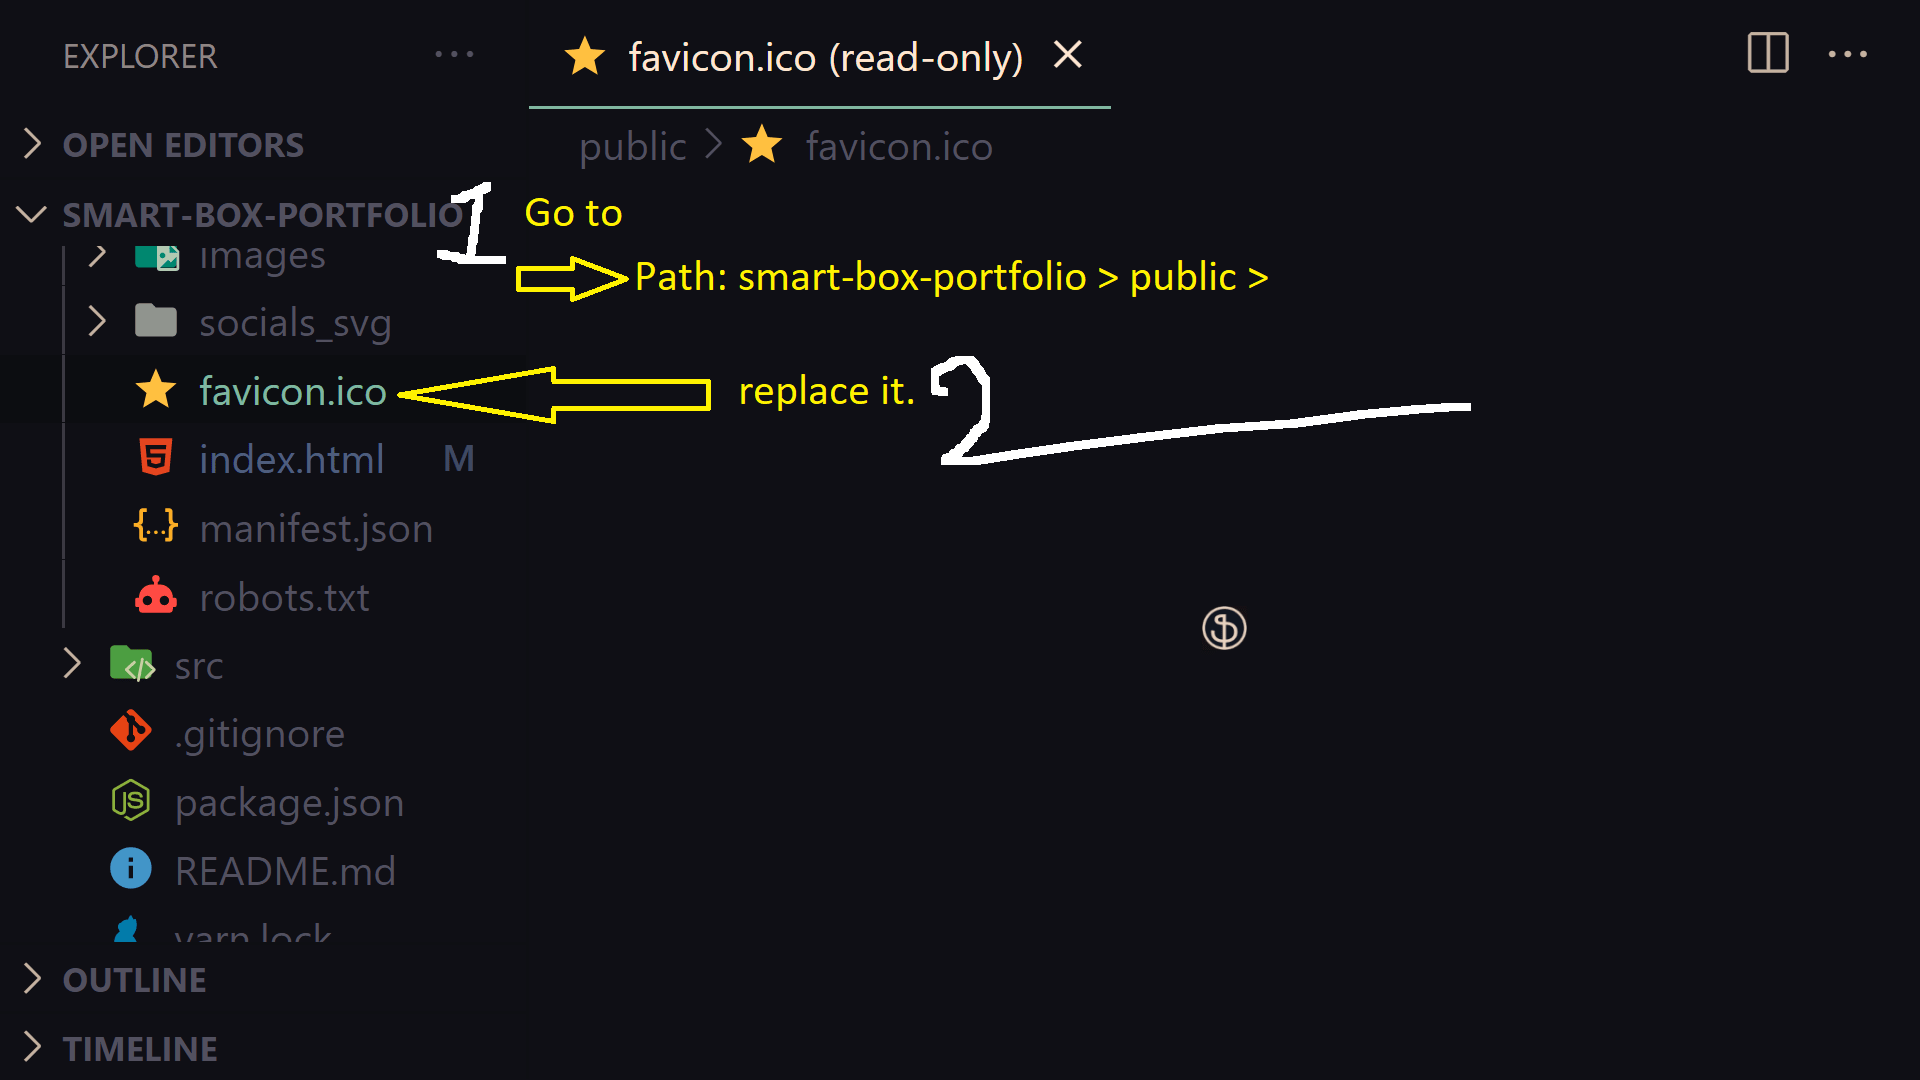 EXPLORER
favicon.ico (read-only)
OPEN EDITORS
public > favicon.ico
SMART-BOX-PORTFOLIO
1
Go to
images
Path: smart-box-portfolio > public >
socials_svg
favicon.ico
replace it.
2
index.html M
manifest.json
robots.txt
src
.gitignore
package.json
README.md
yarn.lock
OUTLINE
TIMELINE